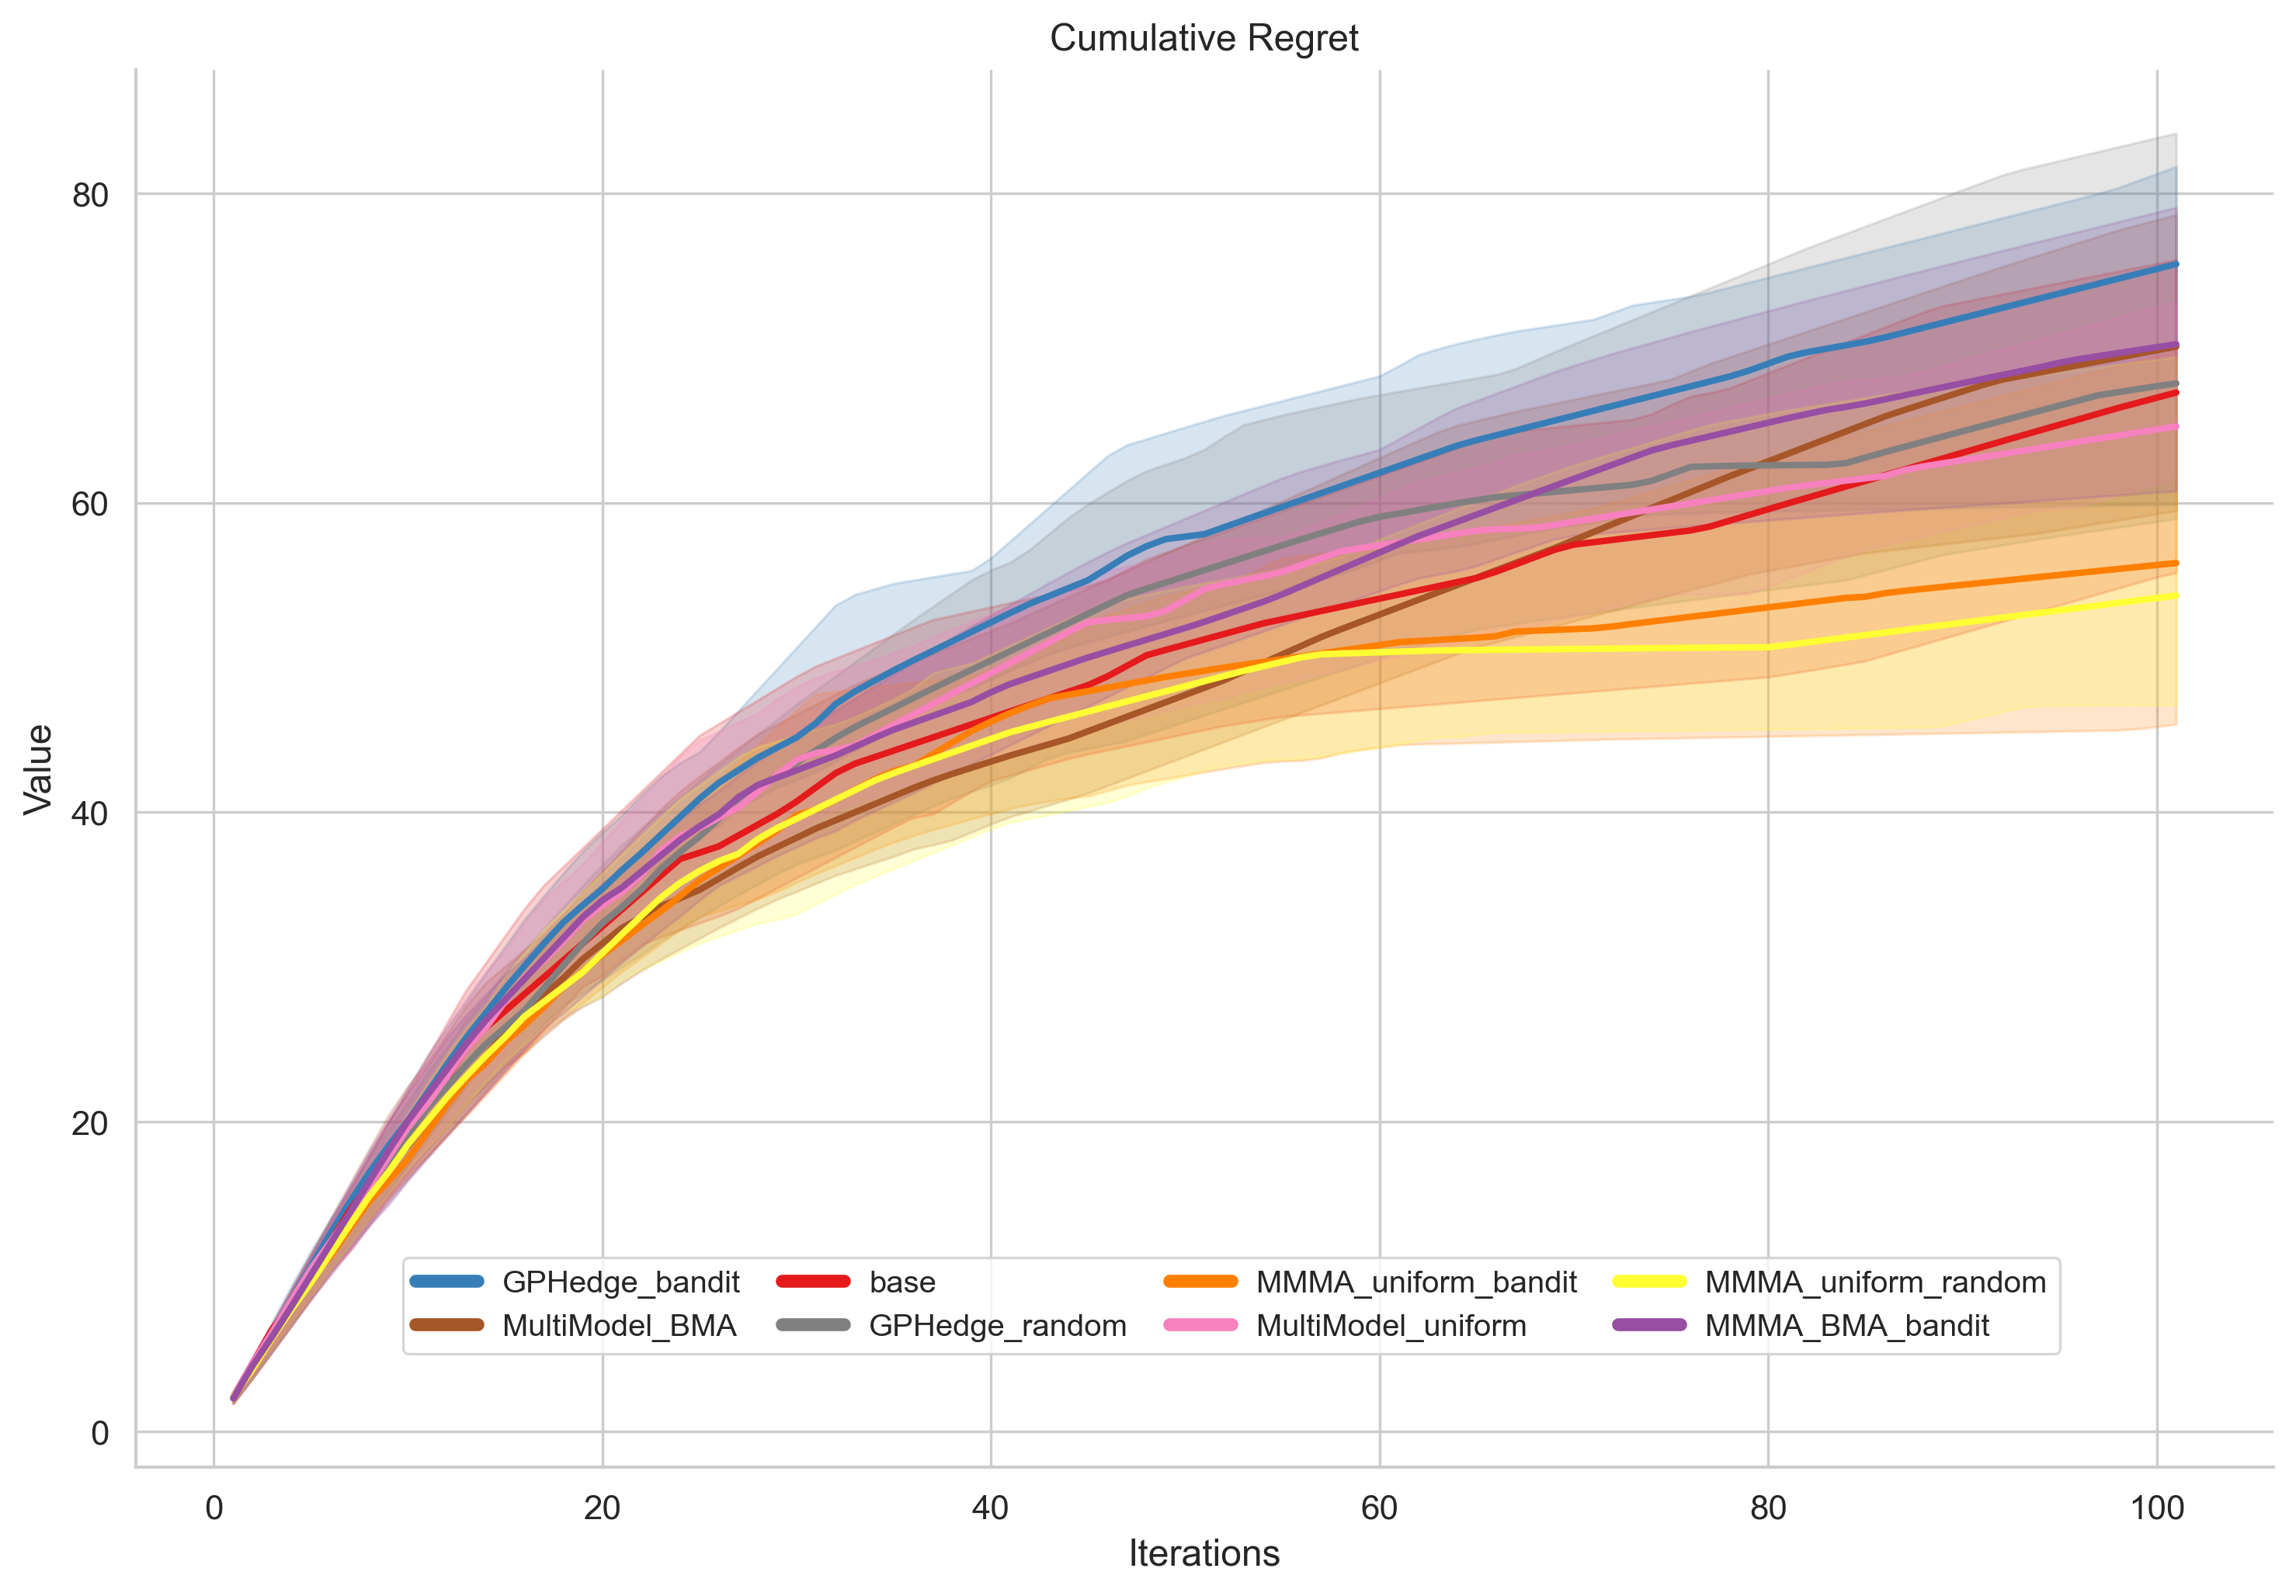 Cumulative Regret
Value
80
60
40
20
0
GPHedge_bandit base MMMA_uniform_bandit MMMA_uniform_random
MultiModel_BMA GPHedge_random MultiModel_uniform MMMA_BMA_bandit
0 20 40 60 80 100
Iterations